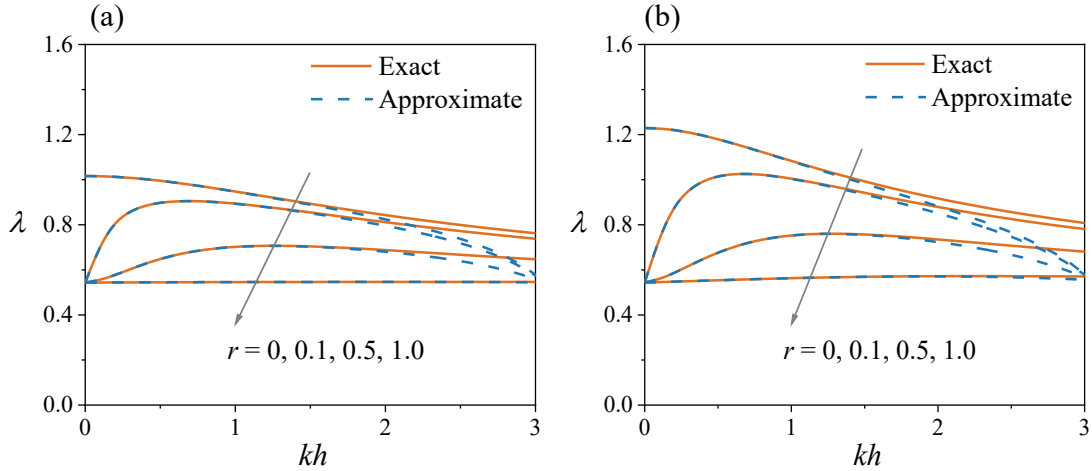 (a)
1.6
1.2
0.8
0.4
0.0
λ
Exact
Approximate
r = 0, 0.1, 0.5, 1.0
0 1 2 3
kh
(b)
1.6
1.2
0.8
0.4
0.0
λ
Exact
Approximate
r = 0, 0.1, 0.5, 1.0
0 1 2 3
kh